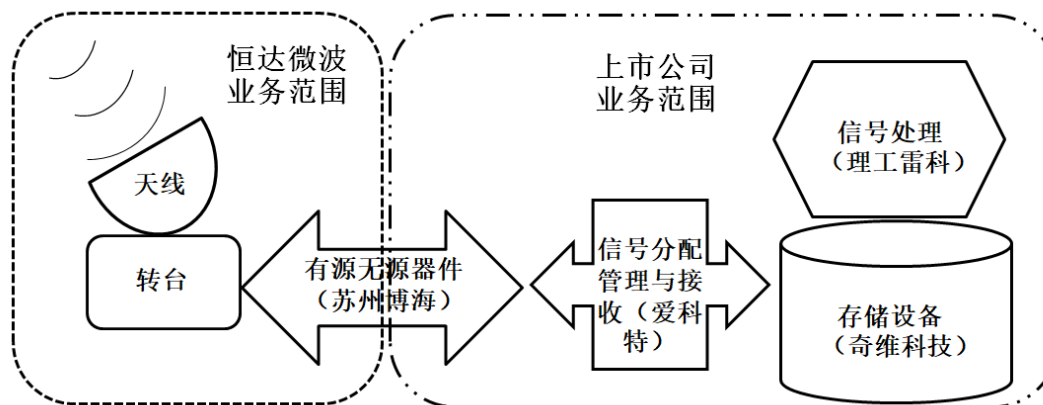 恒达微波
业务范围
天线
转台
有源无源器件
（苏州博海）
上市公司
业务范围
信号分配
管理与接
收（爱科
特）
信号处理
（理工雷科）
存储设备
（奇维科技）